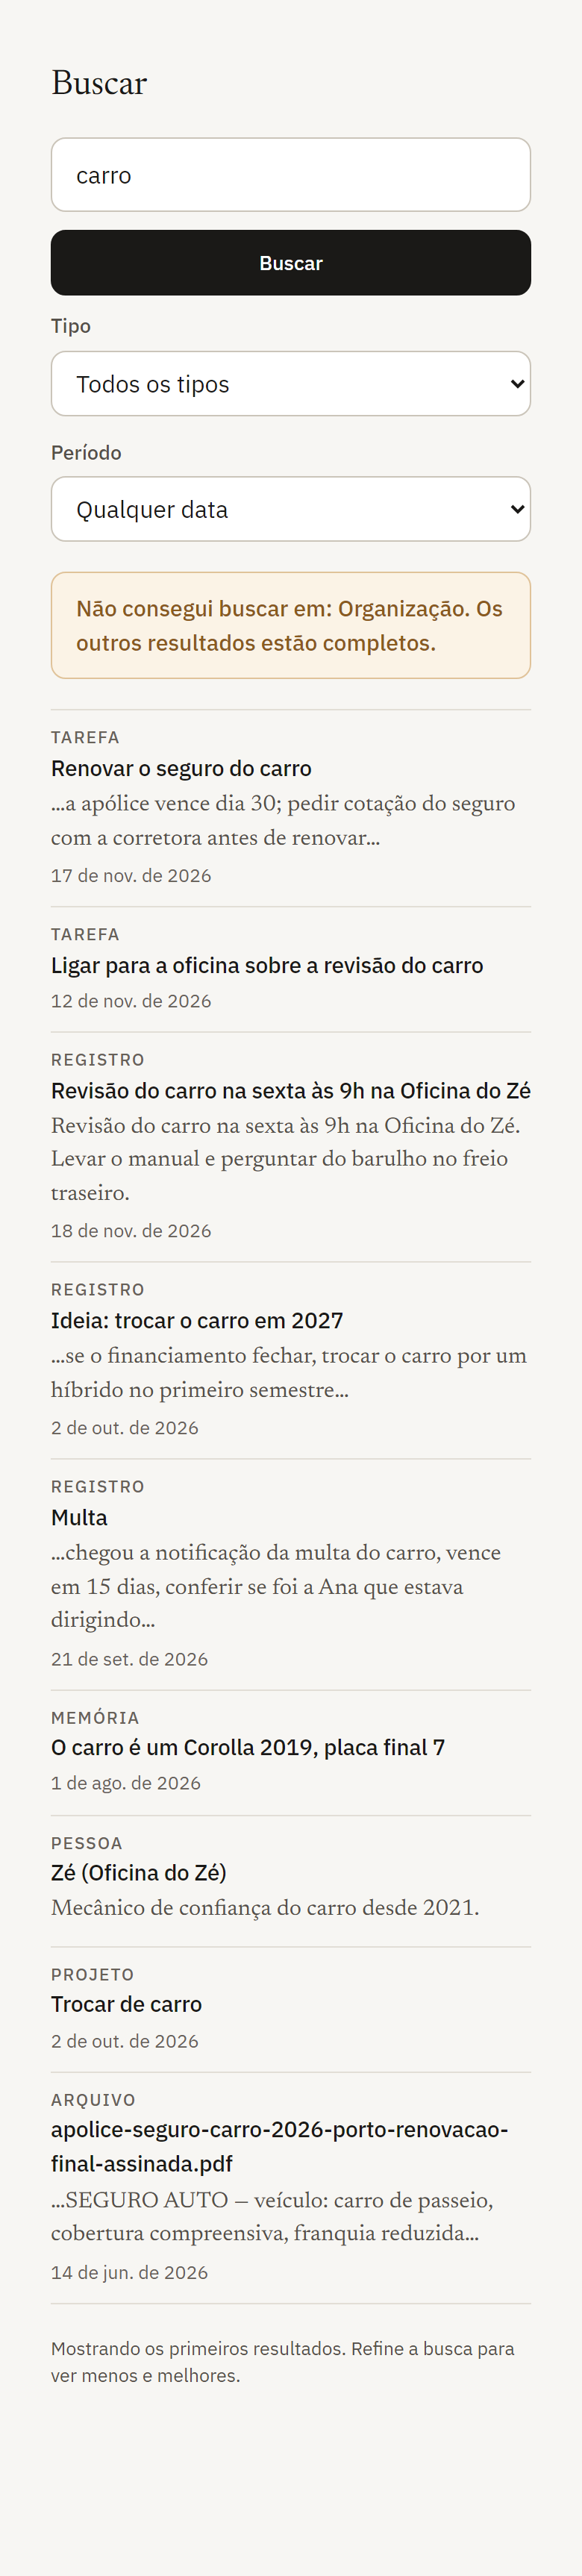 Buscar
carro
Buscar
Tipo
Todos os tipos
Período
Qualquer data
Não consegui buscar em: Organização. Os
outros resultados estão completos.
TAREFA
Renovar o seguro do carro
...a apólice vence dia 30; pedir cotação do seguro
com a corretora antes de renovar...
17 de nov. de 2026
TAREFA
Ligar para a oficina sobre a revisão do carro
12 de nov. de 2026
REGISTRO
Revisão do carro na sexta às 9h na Oficina do Zé
Revisão do carro na sexta às 9h na Oficina do Zé.
Levar o manual e perguntar do barulho no freio
traseiro.
18 de nov. de 2026
REGISTRO
Ideia: trocar o carro em 2027
...se o financiamento fechar, trocar o carro por um
híbrido no primeiro semestre...
2 de out. de 2026
REGISTRO
Multa
...chegou a notificação da multa do carro, vence
em 15 dias, conferir se foi a Ana que estava
dirigindo...
21 de set. de 2026
MEMÓRIA
O carro é um Corolla 2019, placa final 7
1 de ago. de 2026
PESSOA
Zé (Oficina do Zé)
Mecânico de confiança do carro desde 2021.
PROJETO
Trocar de carro
2 de out. de 2026
ARQUIVO
apolice-seguro-carro-2026-porto-renovacao-
final-assinada.pdf
...SEGURO AUTO — veículo: carro de passeio,
cobertura compreensiva, franquia reduzida...
14 de jun. de 2026
Mostrando os primeiros resultados. Refine a busca para
ver menos e melhores.